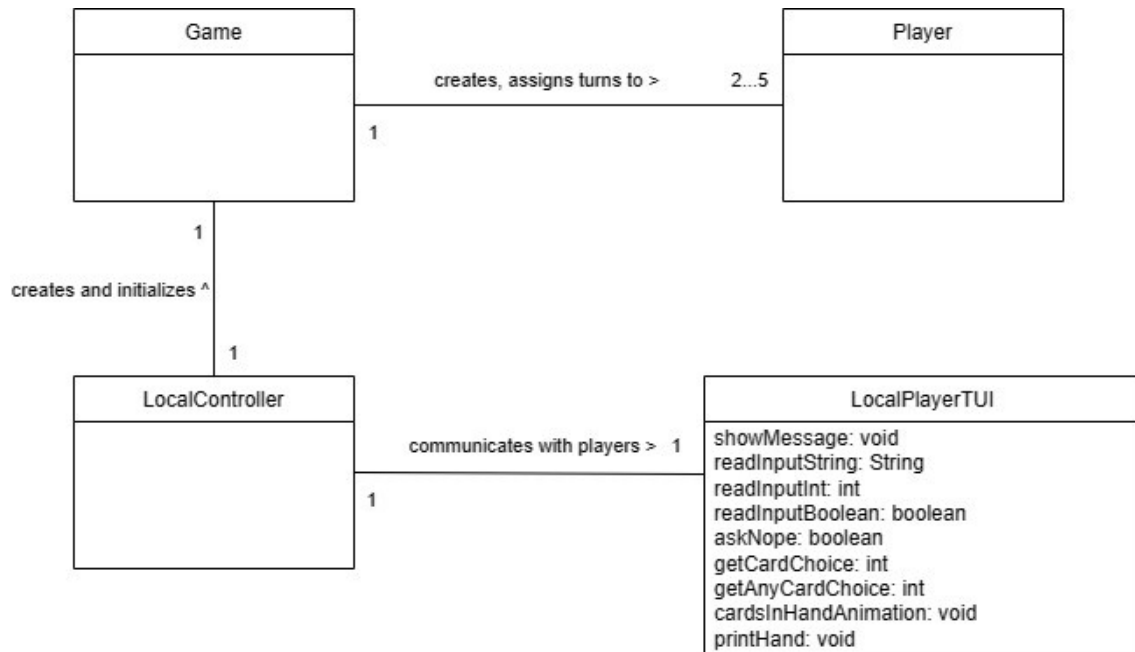 Game
Player
creates, assigns turns to >
2...5
1
1
creates and initializes ^
1
LocalController
LocalPlayerTUI
communicates with players >
1
1
showMessage: void
readInputString: String
readInputInt: int
readInputBoolean: boolean
askNope: boolean
getCardChoice: int
getAnyCardChoice: int
cardsInHandAnimation: void
printHand: void